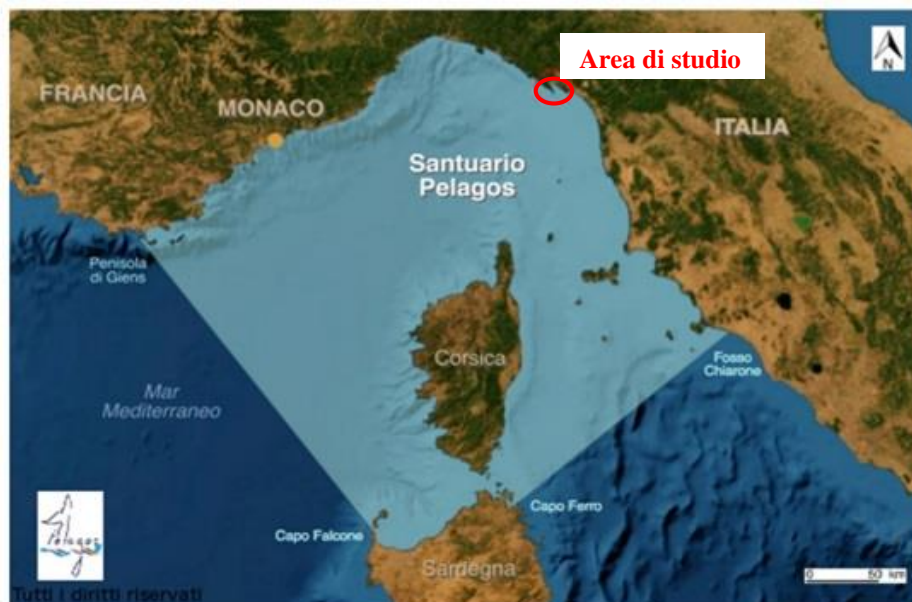 Area di studio
N
FRANCIA
MONACO
ITALIA
Santuario
Pelagos
Penisola
di Giens
Corsica
Fosso
Chiarone
Mar
Mediterraneo
Capo Ferro
Capo Falcone
Pelagos
Sardegna
0 50 km
Tutti i diritti riservati